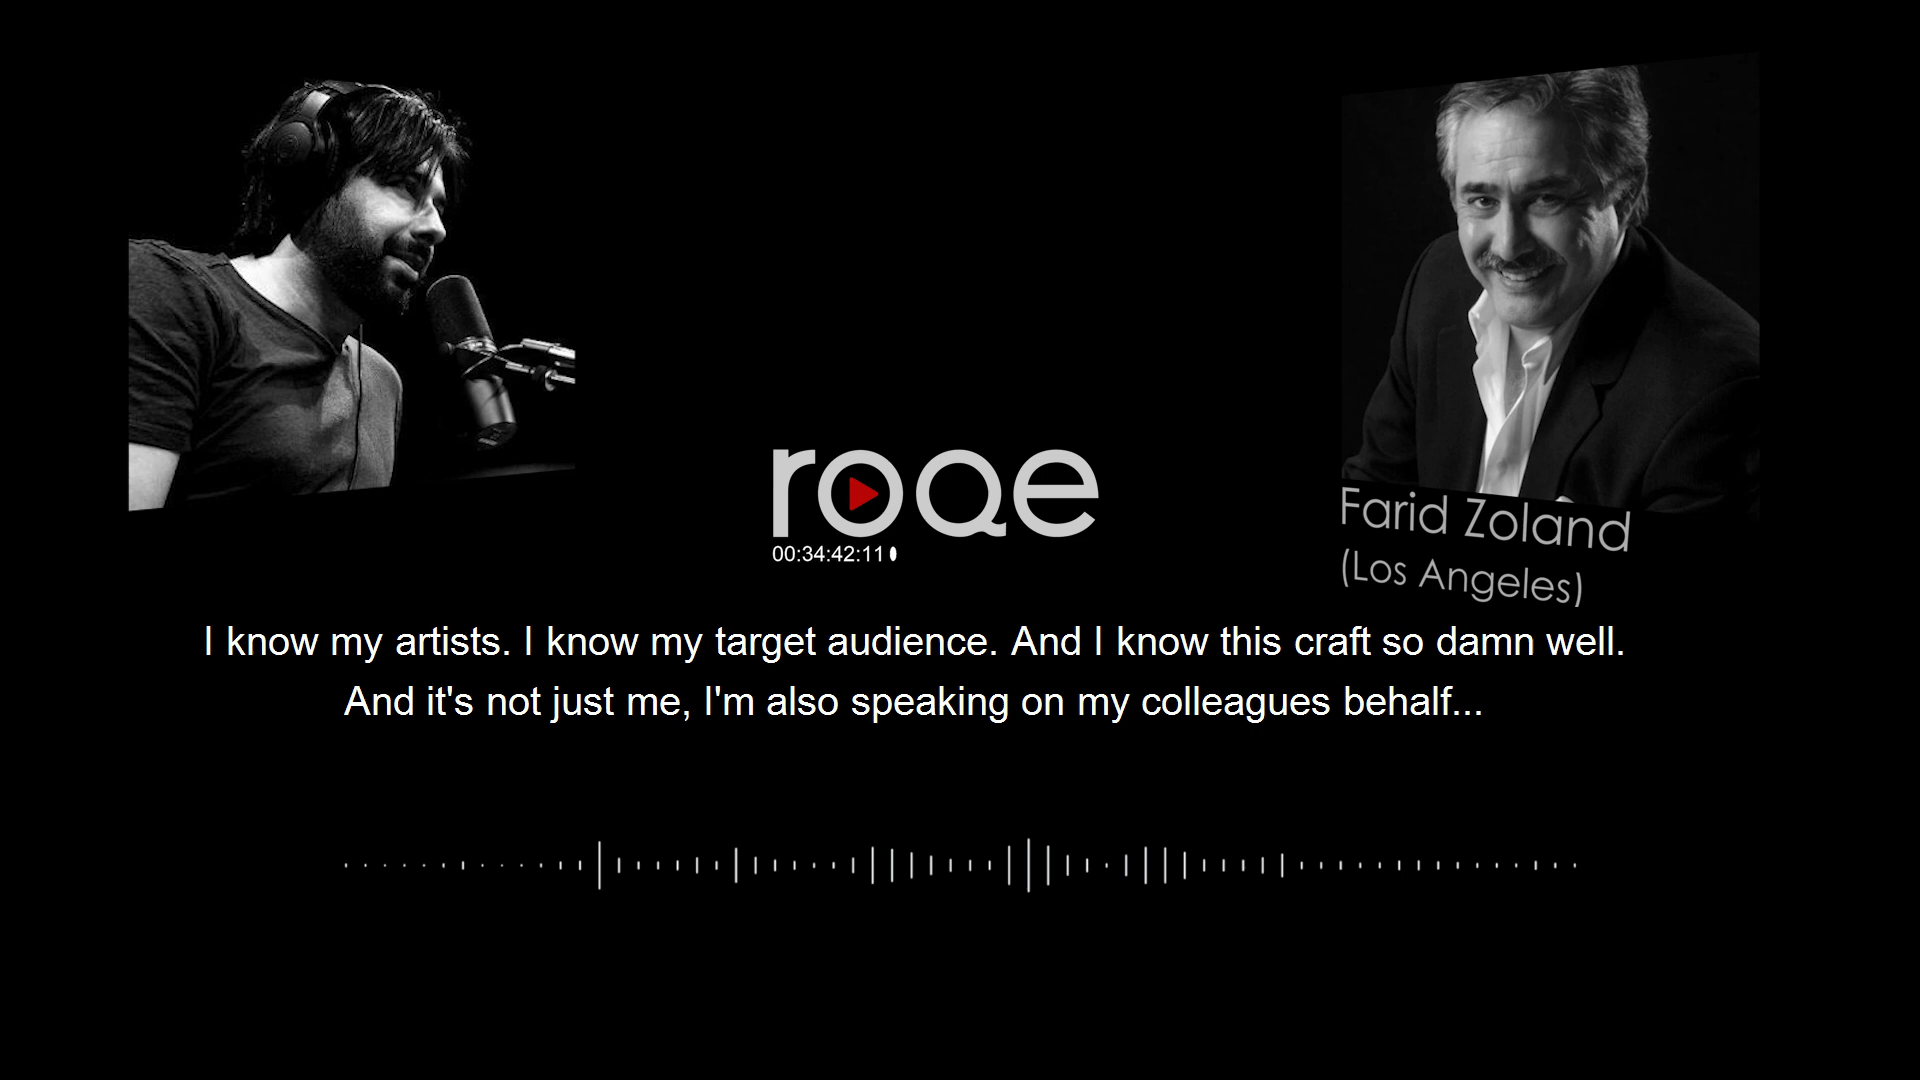 roqe
00:34:42:11
Farid Zoland
(Los Angeles)
I know my artists. I know my target audience. And I know this craft so damn well.
And it's not just me, I'm also speaking on my colleagues behalf...